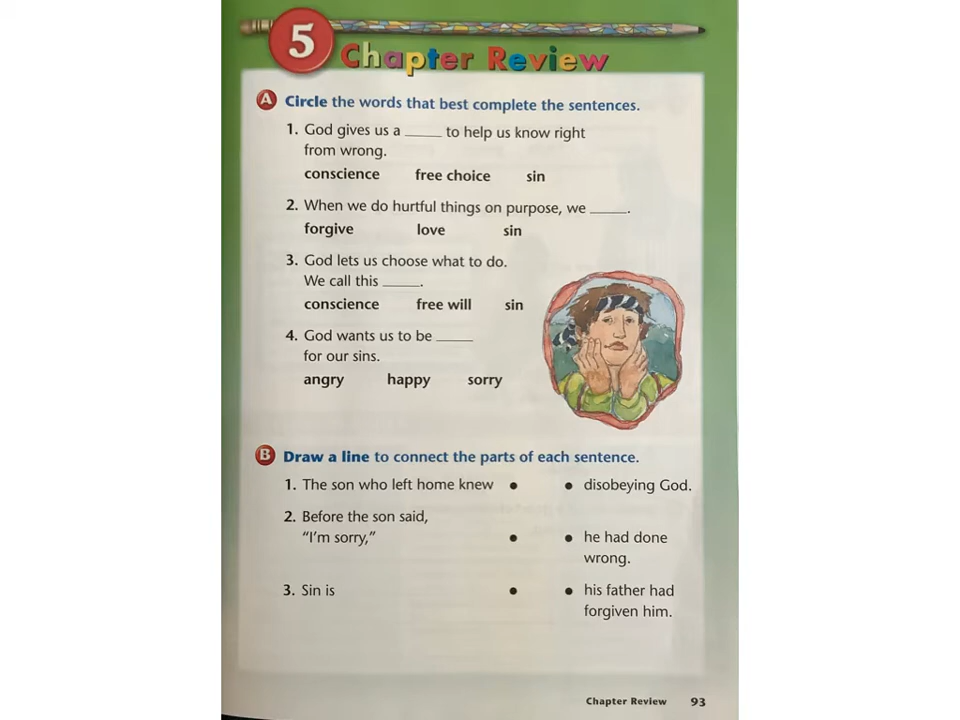 5
Chapter Review
A Circle the words that best complete the sentences.
1. God gives us a _____ to help us know right
from wrong.
conscience free choice sin
2. When we do hurtful things on purpose, we _____.
forgive love sin
3. God lets us choose what to do.
We call this _____.
conscience free will sin
4. God wants us to be _____
for our sins.
angry happy sorry
B Draw a line to connect the parts of each sentence.
1. The son who left home knew • • disobeying God.
2. Before the son said,
"I'm sorry," • • he had done
wrong.
3. Sin is • • his father had
forgiven him.
Chapter Review 93